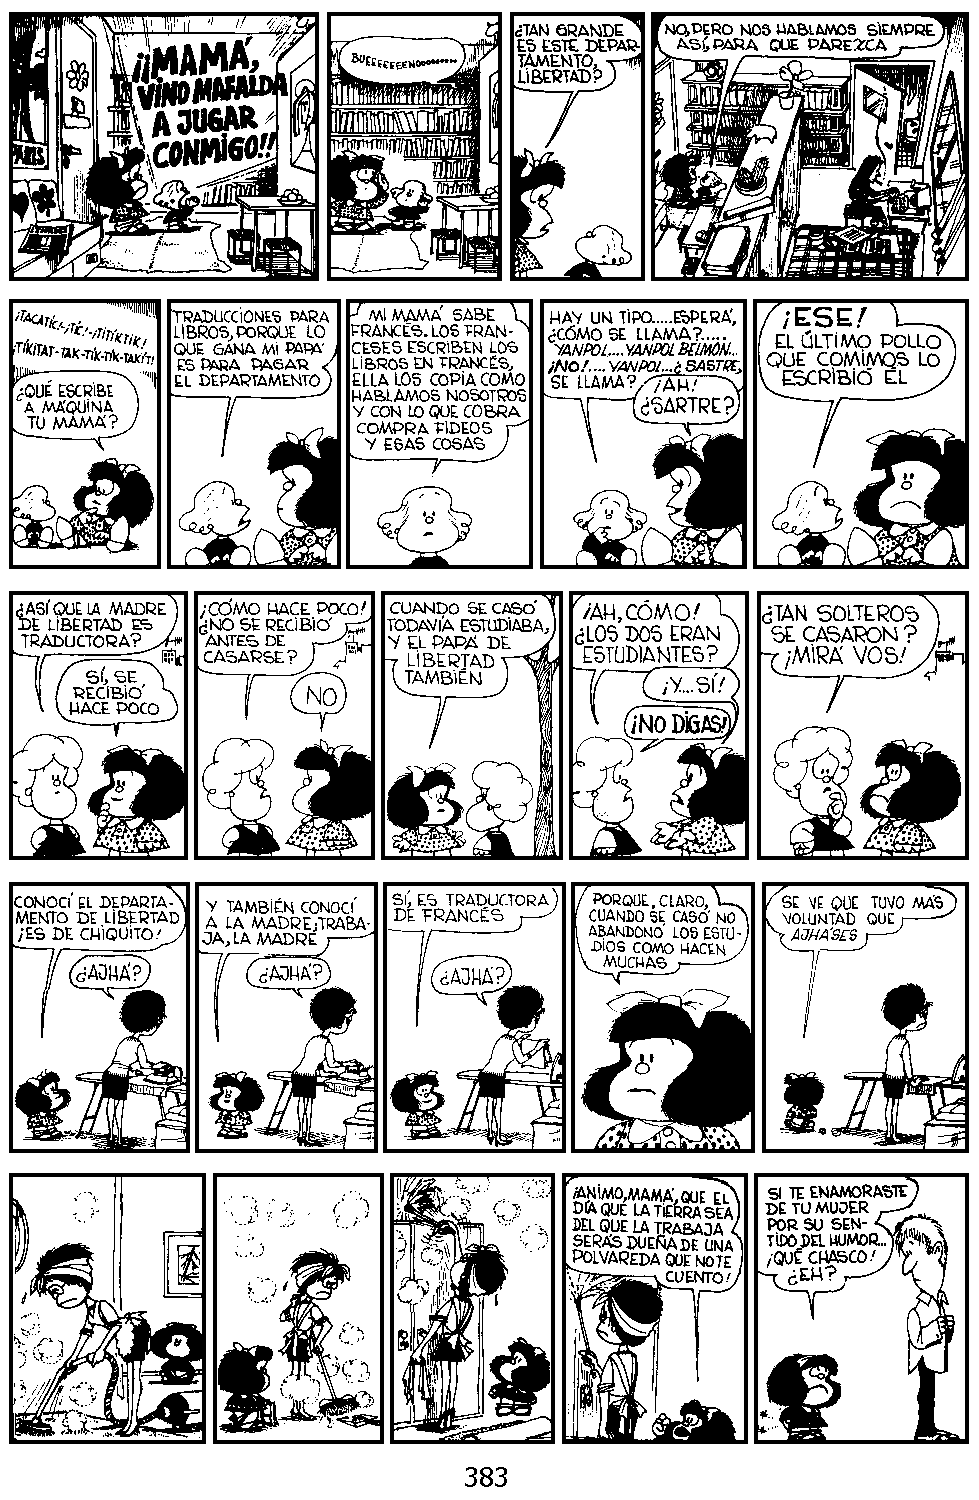 PARIS
¡¡MAMÁ,
VINO MAFALDA
A JUGAR
CONMIGO!!
BUEEEEEEENOOOOOOOO
¿TAN GRANDE
ES ESTE DEPAR-
TAMENTO,
LIBERTAD?
NO, PERO NOS HABLAMOS SIEMPRE
ASÍ, PARA QUE PAREZCA
¡TACATIC!-¡TIC!-¡TITIKTIK!
¡TIKITAT-TAK-TIK-TIK-TAKIT!
¿QUÉ ESCRIBE
A MÁQUINA
TU MAMÁ?
TRADUCCIONES PARA
LIBROS, PORQUE LO
QUE GANA MI PAPÁ
ES PARA PAGAR
EL DEPARTAMENTO
MI MAMÁ SABE
FRANCÉS. LOS FRAN-
CESES ESCRIBEN LOS
LIBROS EN FRANCÉS,
ELLA LOS COPIA COMO
HABLAMOS NOSOTROS
Y CON LO QUE COBRA
COMPRA FIDEOS
Y ESAS COSAS
HAY UN TIPO.....ESPERÁ,
¿CÓMO SE LLAMA?.....
YANPOL....YANPOL BELMÓN...
¡NO!....YANPOL...¿SASTRE,
SE LLAMA?
¡AH!
¿SARTRE?
¡ESE!
EL ÚLTIMO POLLO
QUE COMIMOS LO
ESCRIBIÓ ÉL
¿ASÍ QUE LA MADRE
DE LIBERTAD ES
TRADUCTORA?
SÍ, SE
RECIBIÓ
HACE POCO
¡CÓMO HACE POCO!
¿NO SE RECIBIÓ
ANTES DE
CASARSE?
NO
CUANDO SE CASÓ
TODAVÍA ESTUDIABA,
Y EL PAPÁ DE
LIBERTAD
TAMBIÉN
¡AH, CÓMO!
¿LOS DOS ERAN
ESTUDIANTES?
¡Y...SÍ!
¡NO DIGAS!
¿TAN SOLTEROS
SE CASARON?
¡MIRÁ VOS!
CONOCÍ EL DEPARTA-
MENTO DE LIBERTAD
¡ES DE CHIQUITO!
¿AJHÁ?
Y TAMBIÉN CONOCÍ
A LA MADRE; TRABA-
JA, LA MADRE
¿AJHÁ?
SÍ, ES TRADUCTORA
DE FRANCÉS
¿AJHÁ?
PORQUE, CLARO,
CUANDO SE CASÓ NO
ABANDONÓ LOS ESTU-
DIOS COMO HACEN
MUCHAS
SE VE QUE TUVO MÁS
VOLUNTAD QUE
AJHASES
¡ÁNIMO, MAMÁ, QUE EL
DÍA QUE LA TIERRA SEA
DEL QUE LA TRABAJA
SERÁS DUEÑA DE UNA
POLVAREDA QUE NO TE
CUENTO!
SI TE ENAMORASTE
DE TU MUJER
POR SU SEN-
TIDO DEL HUMOR...
¡QUÉ CHASCO!
¿EH?
383